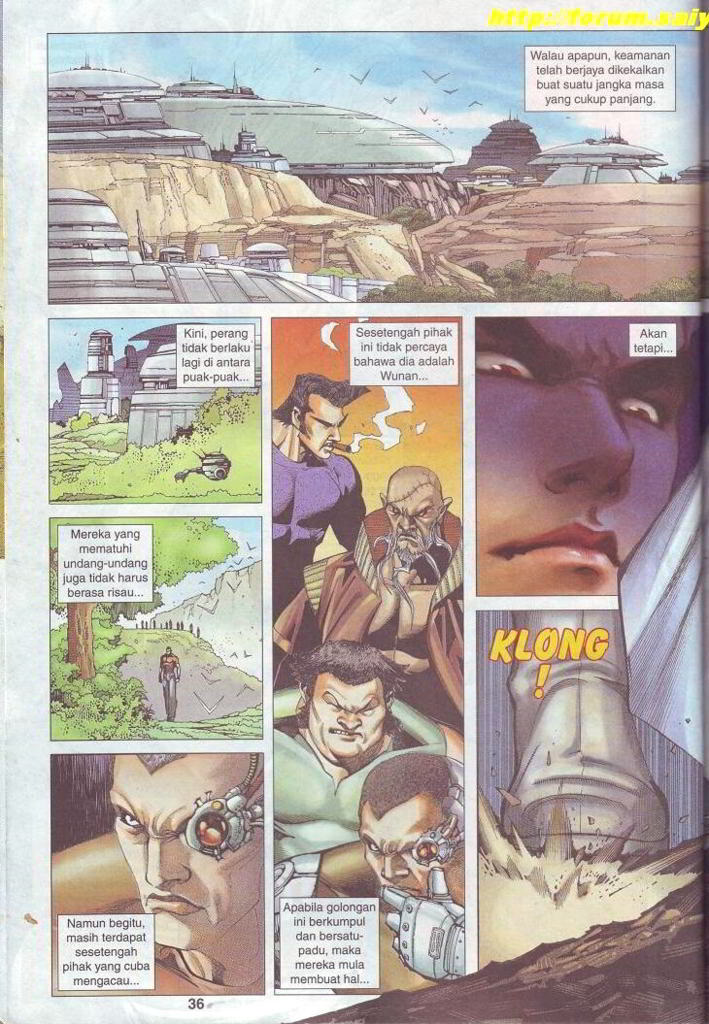 http://forum.saiy
Walau apapun, keamanan
telah berjaya dikekalkan
buat suatu jangka masa
yang cukup panjang.
Kini, perang
tidak berlaku
lagi di antara
puak-puak...
Mereka yang
mematuhi
undang-undang
juga tidak harus
berasa risau...
Namun begitu,
masih terdapat
sesetengah
pihak yang cuba
mengacau...
Sesetengah pihak
ini tidak percaya
bahawa dia adalah
Wunan...
Apabila golongan
ini berkumpul
dan bersatu-
padu, maka
mereka mula
membuat hal...
Akan
tetapi...
KLONG
!
36